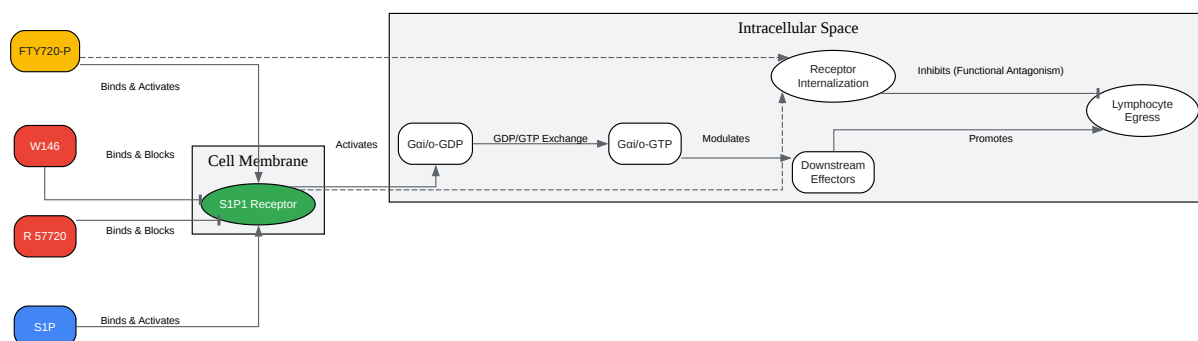 Intracellular Space
FTY720-P
Binds & Activates
Receptor
Internalization
Inhibits (Functional Antagonism)
Lymphocyte
Egress
W146
Binds & Blocks
Cell Membrane
Activates
Gαi/o-GDP
GDP/GTP Exchange
Gαi/o-GTP
Modulates
Downstream
Effectors
Promotes
S1P1 Receptor
R 57720
Binds & Blocks
S1P
Binds & Activates